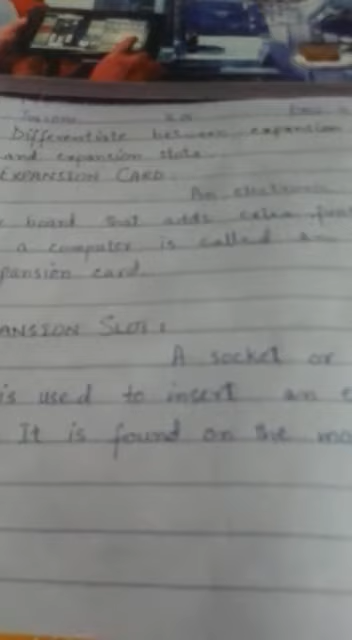 Differentiate between expansion
and expansion slots.
EXPANSION CARD
An electronic
board that adds extra
a computer is called an
pansion card.
ANSION SLOT:
A socket or
is used to insert an e
It is found on the mo